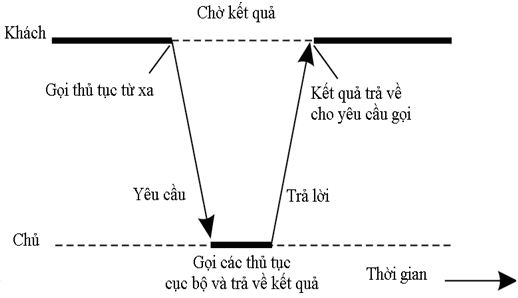 Chờ kết quả
Khách
Gọi thủ tục từ xa
Kết quả trả về
cho yêu cầu gọi
Yêu cầu
Trả lời
Chủ
Gọi các thủ tục
cục bộ và trả về kết quả
Thời gian